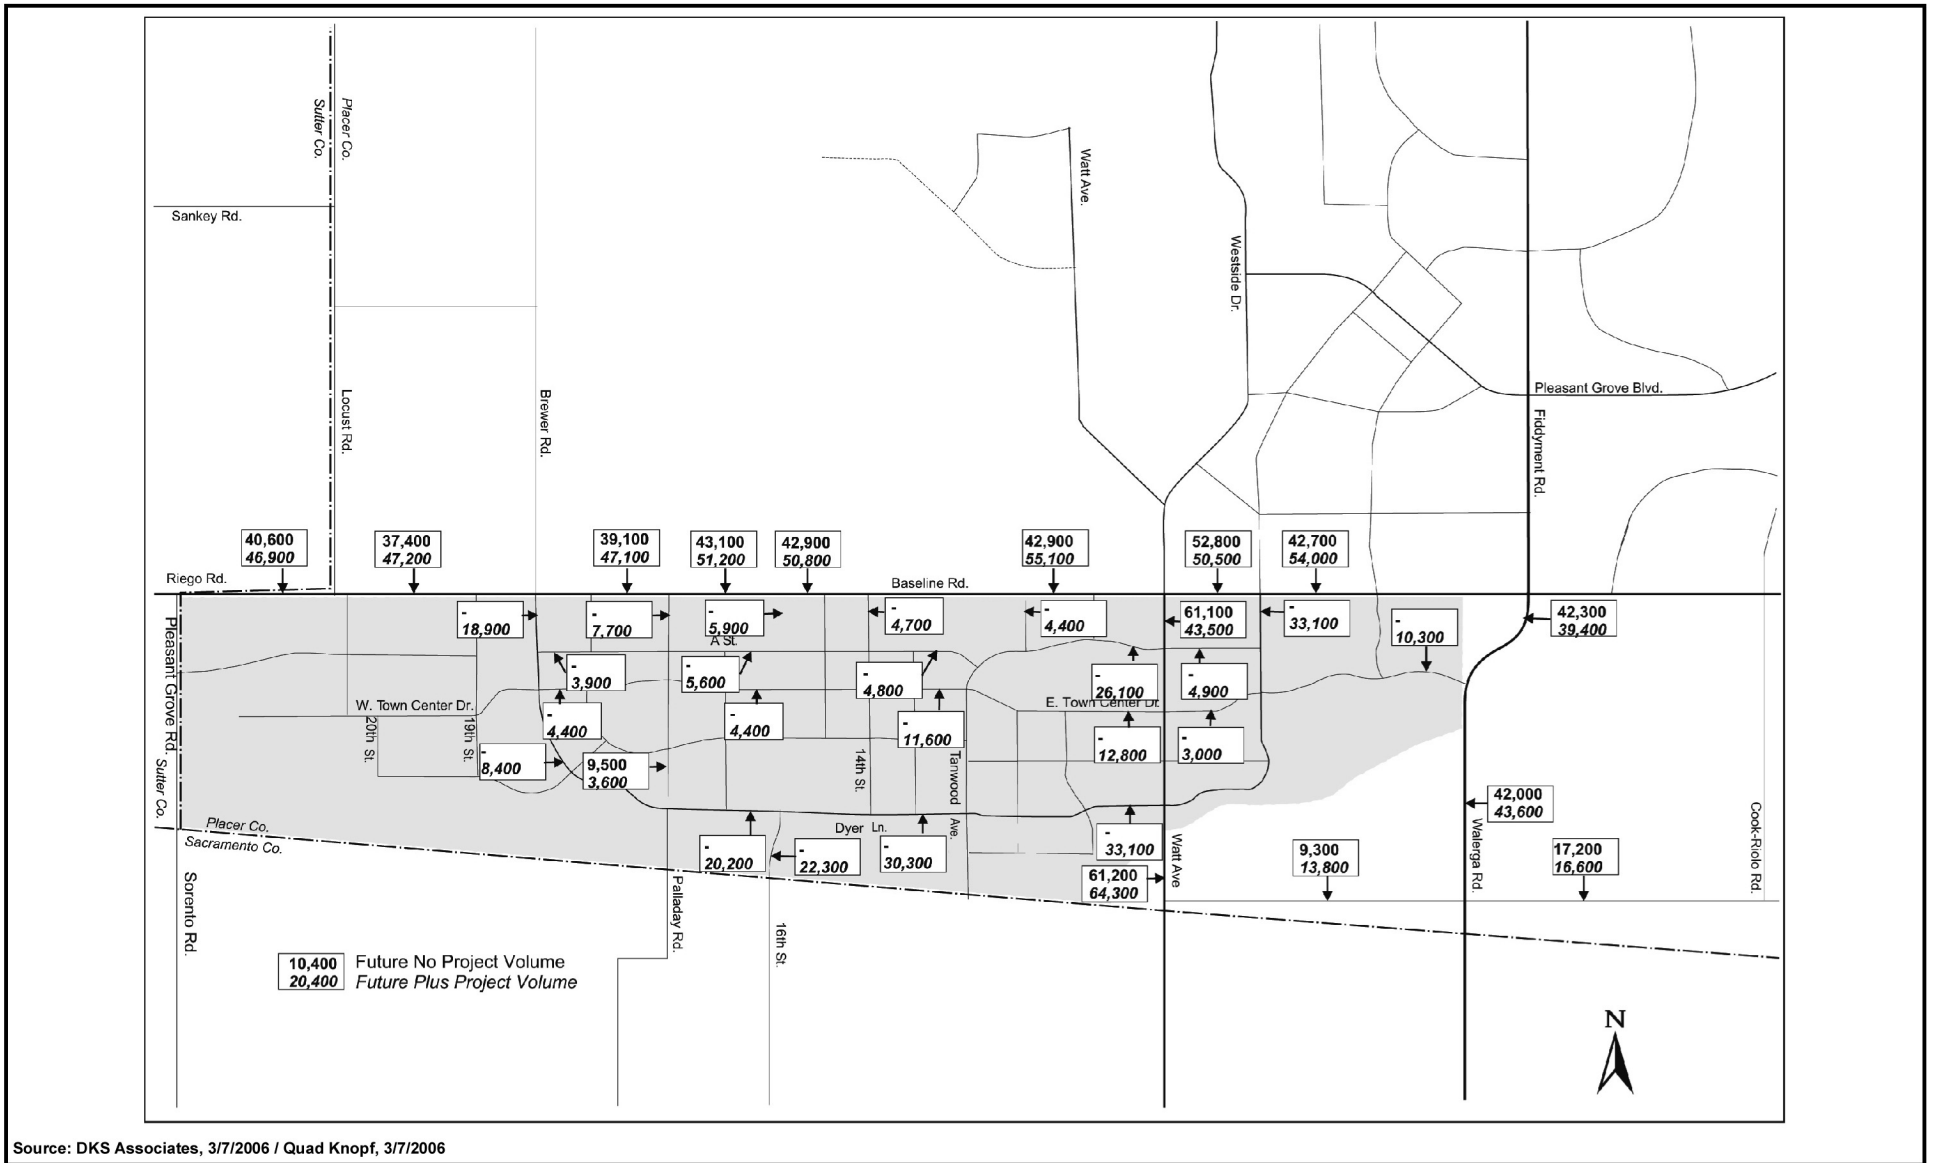 Sutter Co.
Placer Co.
Sankey Rd.
Watt Ave.
Westside Dr.
Pleasant Grove Blvd.
Locust Rd.
Brewer Rd.
Fiddyment Rd.
40,600
46,900
37,400
47,200
39,100
47,100
43,100
51,200
42,900
50,800
42,900
55,100
52,800
50,500
42,700
54,000
Riego Rd.
Baseline Rd.
-
18,900
-
7,700
-
5,900
-
4,700
-
4,400
61,100
43,500
-
33,100
-
10,300
42,300
39,400
A St.
-
3,900
-
5,600
-
4,800
-
26,100
-
4,900
Pleasant Grove Rd.
W. Town Center Dr.
E. Town Center Dr.
-
4,400
-
4,400
-
11,600
-
12,800
-
3,000
20th St.
19th St.
-
8,400
9,500
3,600
14th St.
Tanwood Ave.
Sutter Co.
Placer Co.
Sacramento Co.
Dyer Ln.
-
20,200
-
22,300
-
30,300
-
33,100
61,200
64,300
Watt Ave
9,300
13,800
42,000
43,600
Walerga Rd.
17,200
16,600
Cook-Riolo Rd.
Sorento Rd.
Palladay Rd.
16th St.
10,400 Future No Project Volume
20,400 Future Plus Project Volume
N
Source: DKS Associates, 3/7/2006 / Quad Knopf, 3/7/2006